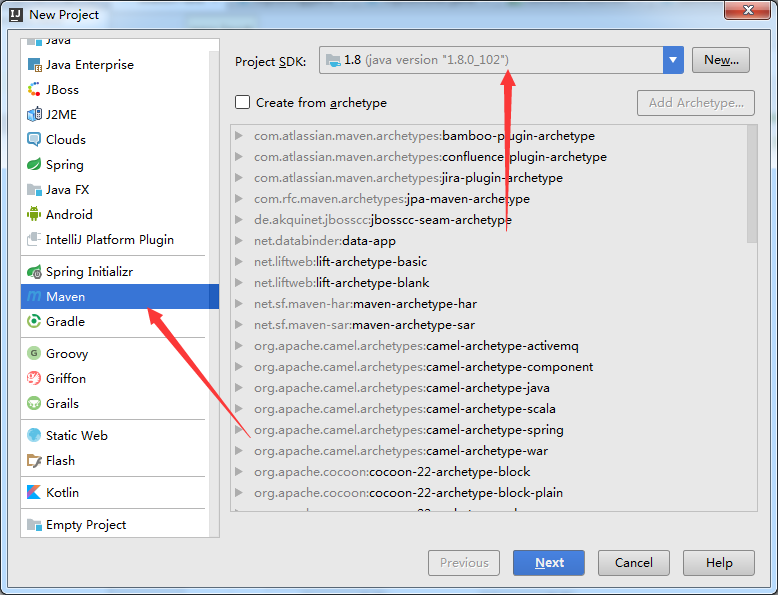 New Project
Java
Java Enterprise
JBoss
J2ME
Clouds
Spring
Java FX
Android
IntelliJ Platform Plugin
Spring Initializr
Maven
Gradle
Groovy
Griffon
Grails
Static Web
Flash
Kotlin
Empty Project
Project SDK: 1.8 (java version "1.8.0_102") New...
Create from archetype Add Archetype...
com.atlassian.maven.archetypes:bamboo-plugin-archetype
com.atlassian.maven.archetypes:confluence-plugin-archetype
com.atlassian.maven.archetypes:jira-plugin-archetype
com.rfc.maven.archetypes:jpa-maven-archetype
de.akquinet.jbosscc:jbosscc-seam-archetype
net.databinder:data-app
net.liftweb:lift-archetype-basic
net.liftweb:lift-archetype-blank
net.sf.maven-har:maven-archetype-har
net.sf.maven-sar:maven-archetype-sar
org.apache.camel.archetypes:camel-archetype-activemq
org.apache.camel.archetypes:camel-archetype-component
org.apache.camel.archetypes:camel-archetype-java
org.apache.camel.archetypes:camel-archetype-scala
org.apache.camel.archetypes:camel-archetype-spring
org.apache.camel.archetypes:camel-archetype-war
org.apache.cocoon:cocoon-22-archetype-block
org.apache.cocoon:cocoon-22-archetype-block-plain
Previous Next Cancel Help